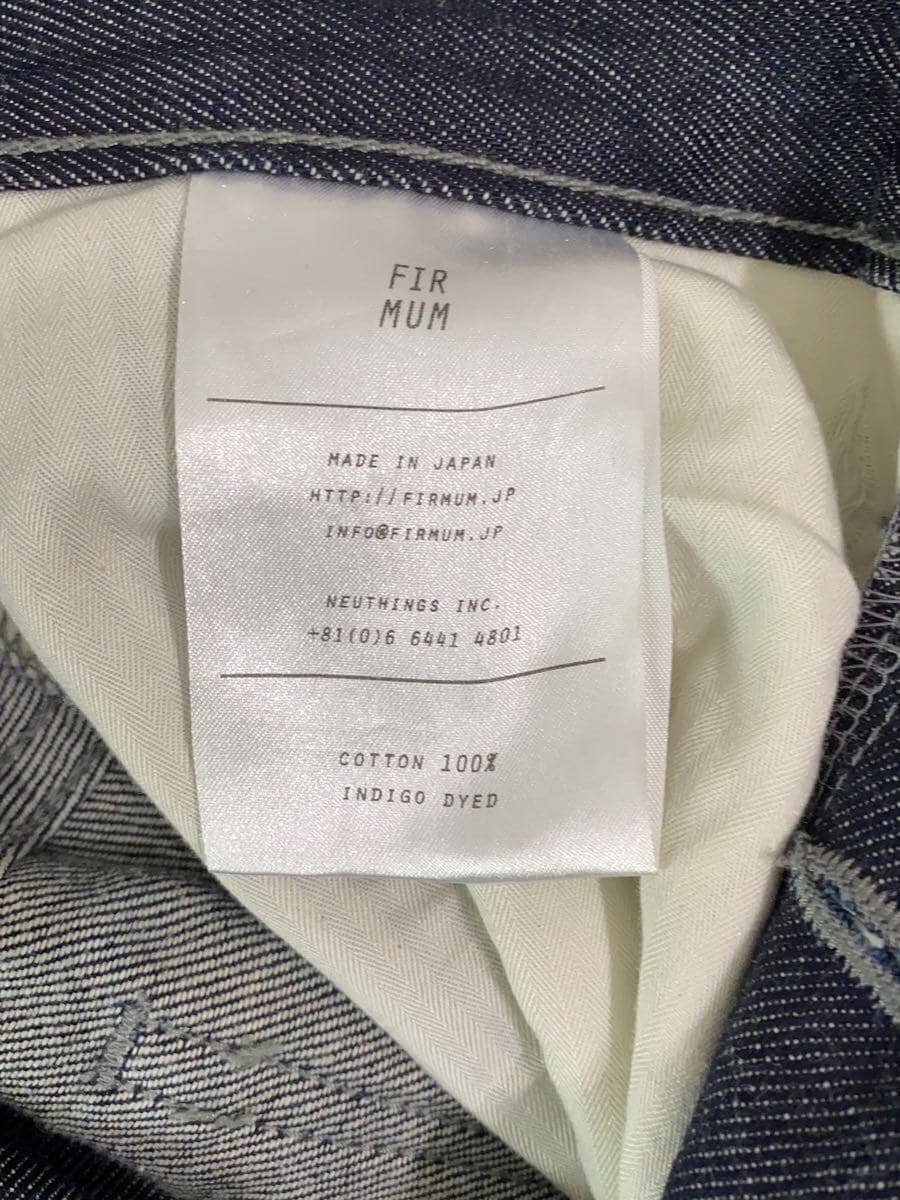 FIR
MUM
MADE IN JAPAN
HTTP://FIRMUM.JP
INFO@FIRMUM.JP
NEUTHINGS INC.
+81(0)6 6441 4801
COTTON 100%
INDIGO DYED